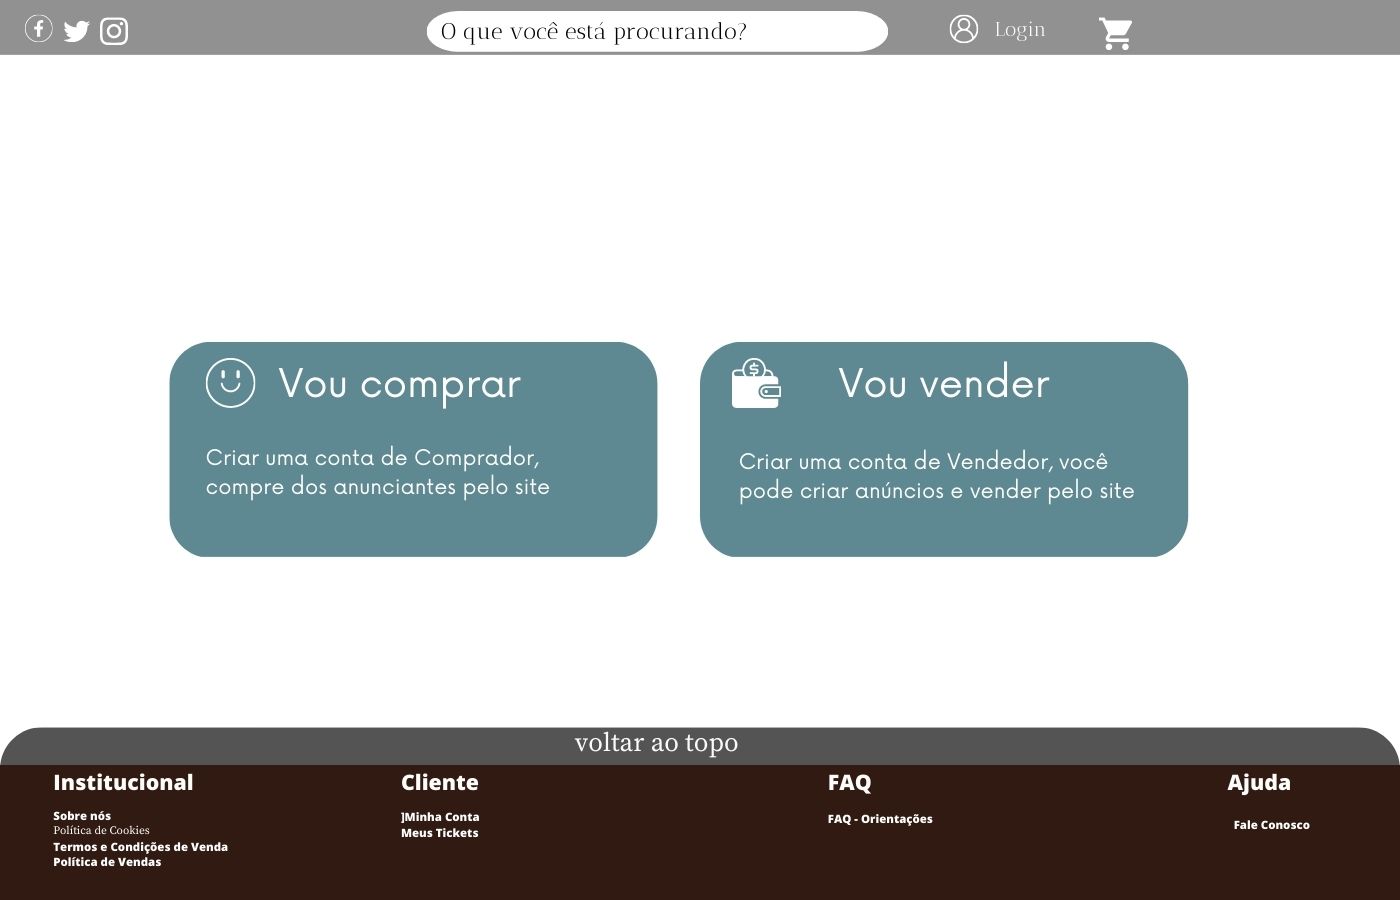 O que você está procurando?
Login
Vou comprar
Criar uma conta de Comprador,
compre dos anunciantes pelo site
Vou vender
Criar uma conta de Vendedor, você
pode criar anúncios e vender pelo site
voltar ao topo
Institucional
Sobre nós
Política de Cookies
Termos e Condições de Venda
Política de Vendas
Cliente
]Minha Conta
Meus Tickets
FAQ
FAQ - Orientações
Ajuda
Fale Conosco